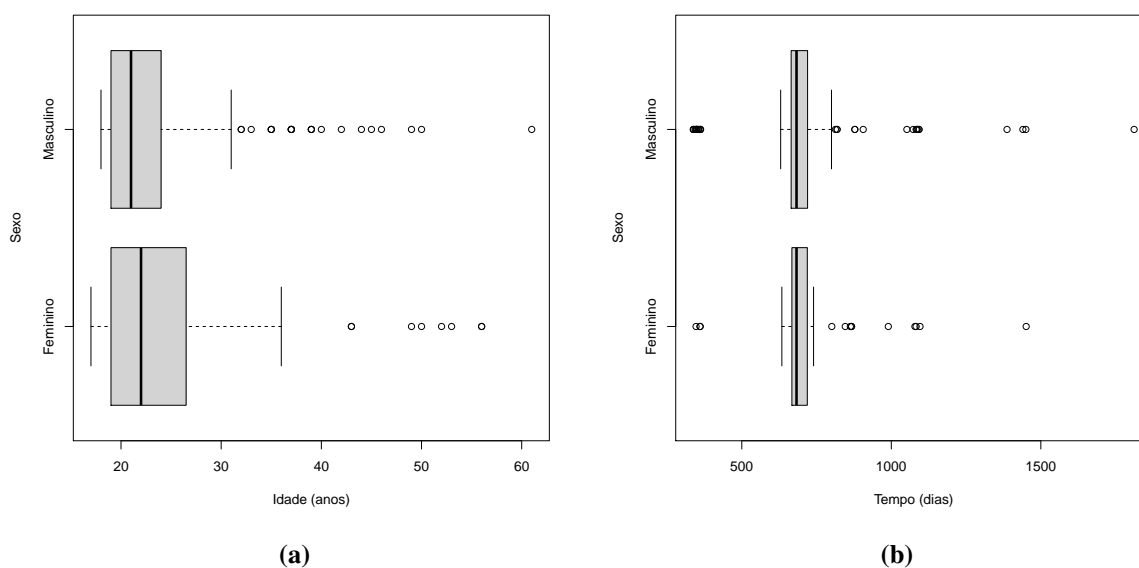 Masculino
Feminino
Sexo
20 30 40 50 60
Idade (anos)
(a)
Masculino
Feminino
Sexo
500 1000 1500
Tempo (dias)
(b)